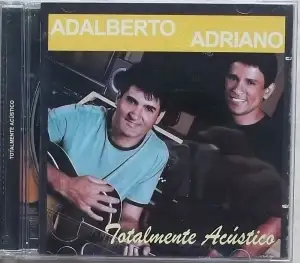 ADALBERTO
ADRIANO
TOTALMENTE ACÚSTICO
Totalmente Acústico